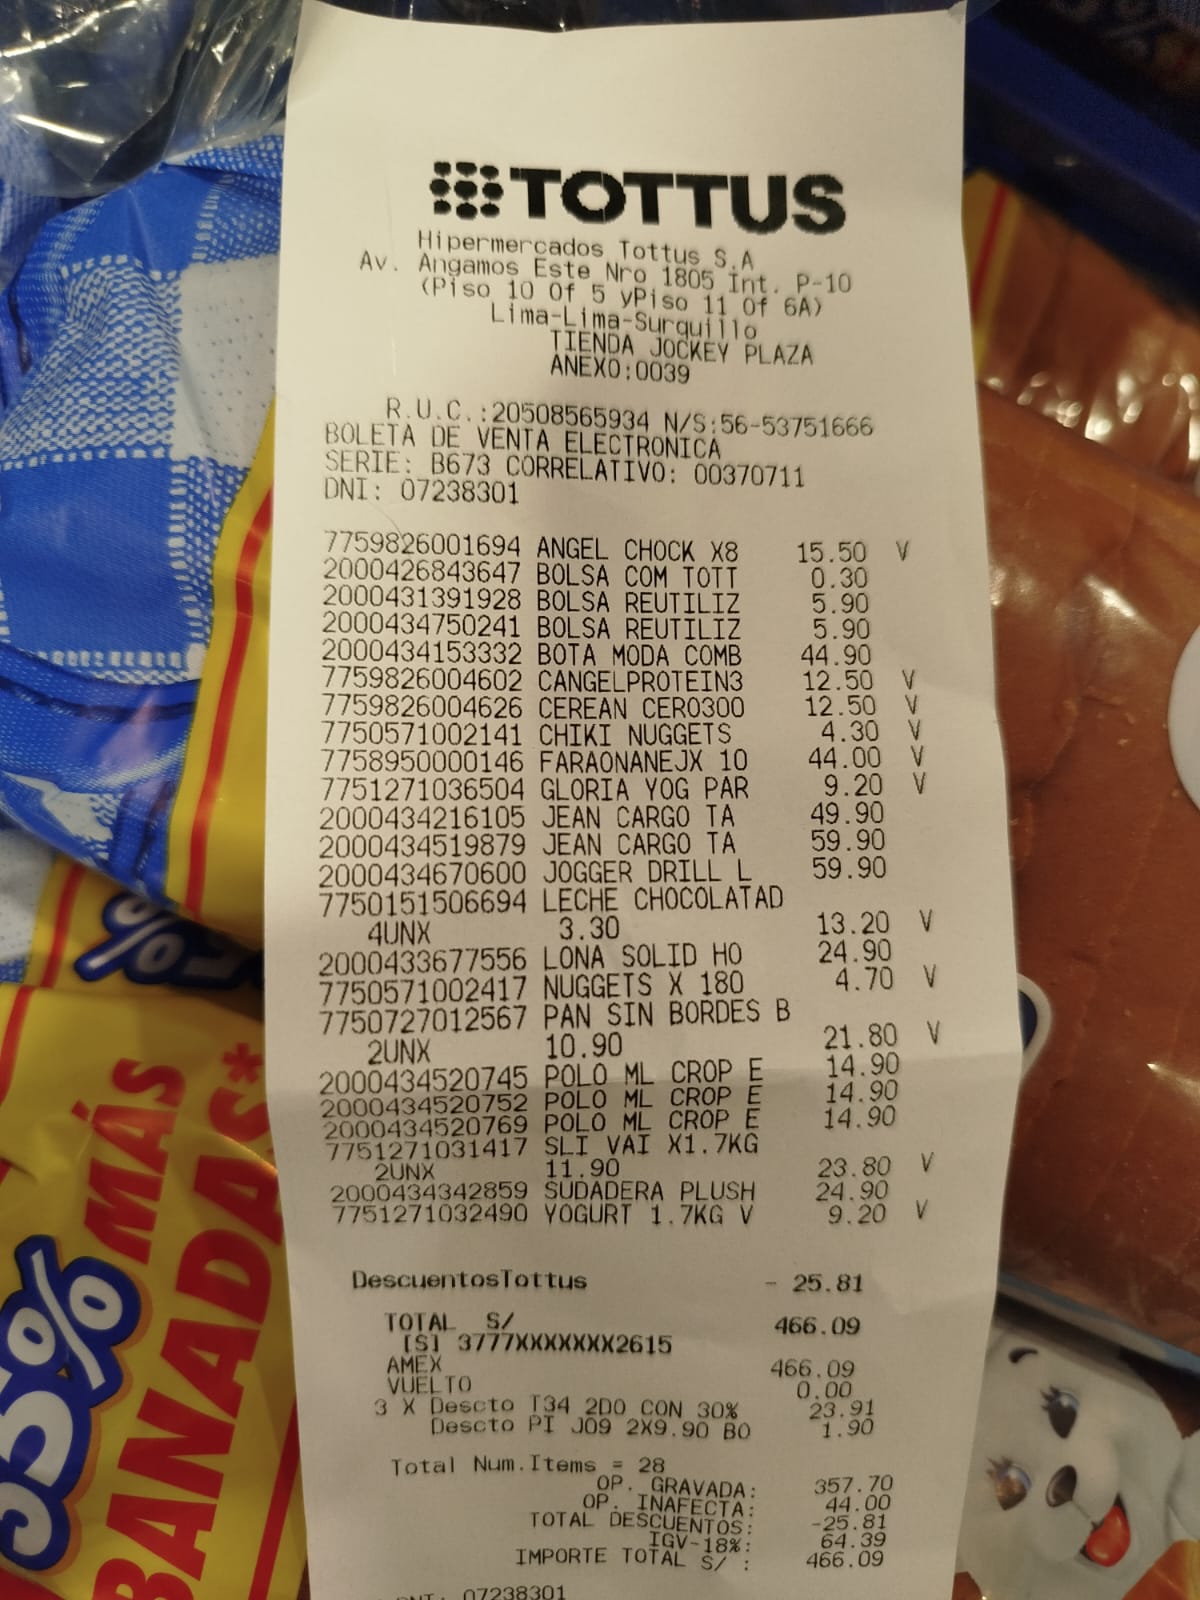 TOTTUS
Hipermercados Tottus S.A
Av. Angamos Este Nro 1805 Int. P-10
(Piso 10 Of 5 yPiso 11 Of 6A)
Lima-Lima-Surquillo
TIENDA JOCKEY PLAZA
ANEXO:0039
R.U.C.:20508565934 N/S:56-53751666
BOLETA DE VENTA ELECTRONICA
SERIE: B673 CORRELATIVO: 00370711
DNI: 07238301
7759826001694 ANGEL CHOCK X8 15.50 V
2000426843647 BOLSA COM TOTT 0.30
2000431391928 BOLSA REUTILIZ 5.90
2000434750241 BOLSA REUTILIZ 5.90
2000434153332 BOTA MODA COMB 44.90
7759826004602 CANGELPROTEIN3 12.50 V
7759826004626 CEREAN CERO300 12.50 V
7750571002141 CHIKI NUGGETS 4.30 V
7758950000146 FARAONANEJX 10 44.00 V
7751271036504 GLORIA YOG PAR 9.20 V
2000434216105 JEAN CARGO TA 49.90
2000434519879 JEAN CARGO TA 59.90
2000434670600 JOGGER DRILL L 59.90
7750151506694 LECHE CHOCOLATAD
4UNX 3.30 13.20 V
2000433677556 LONA SOLID HO 24.90
7750571002417 NUGGETS X 180 4.70 V
7750727012567 PAN SIN BORDES B
2UNX 10.90 21.80 V
2000434520745 POLO ML CROP E 14.90
2000434520752 POLO ML CROP E 14.90
2000434520769 POLO ML CROP E 14.90
7751271031417 SLI VAI X1.7KG
2UNX 11.90 23.80 V
2000434342859 SUDADERA PLUSH 24.90
7751271032490 YOGURT 1.7KG V 9.20 V
DescuentosTottus - 25.81
TOTAL S/ 466.09
[S] 3777XXXXXXX2615
AMEX 466.09
VUELTO 0.00
3 X Descto T34 2DO CON 30% 23.91
Descto PI J09 2X9.90 BO 1.90
Total Num.Items = 28
OP. GRAVADA: 357.70
OP. INAFECTA: 44.00
TOTAL DESCUENTOS: -25.81
IGV-18%: 64.39
IMPORTE TOTAL S/ : 466.09
DNI: 07238301
%
MÁS
BANADAS*